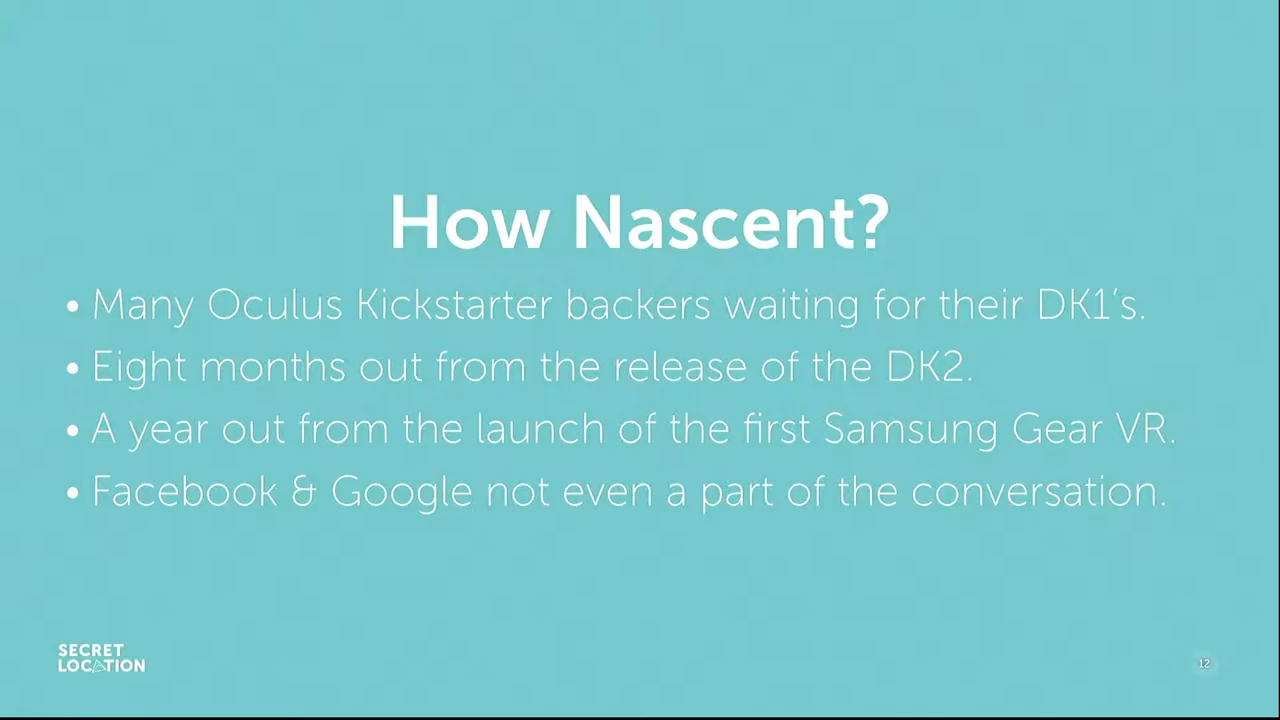 How Nascent?
• Many Oculus Kickstarter backers waiting for their DK1's.
• Eight months out from the release of the DK2.
• A year out from the launch of the first Samsung Gear VR.
• Facebook & Google not even a part of the conversation.
SECRET
LOCATION
12